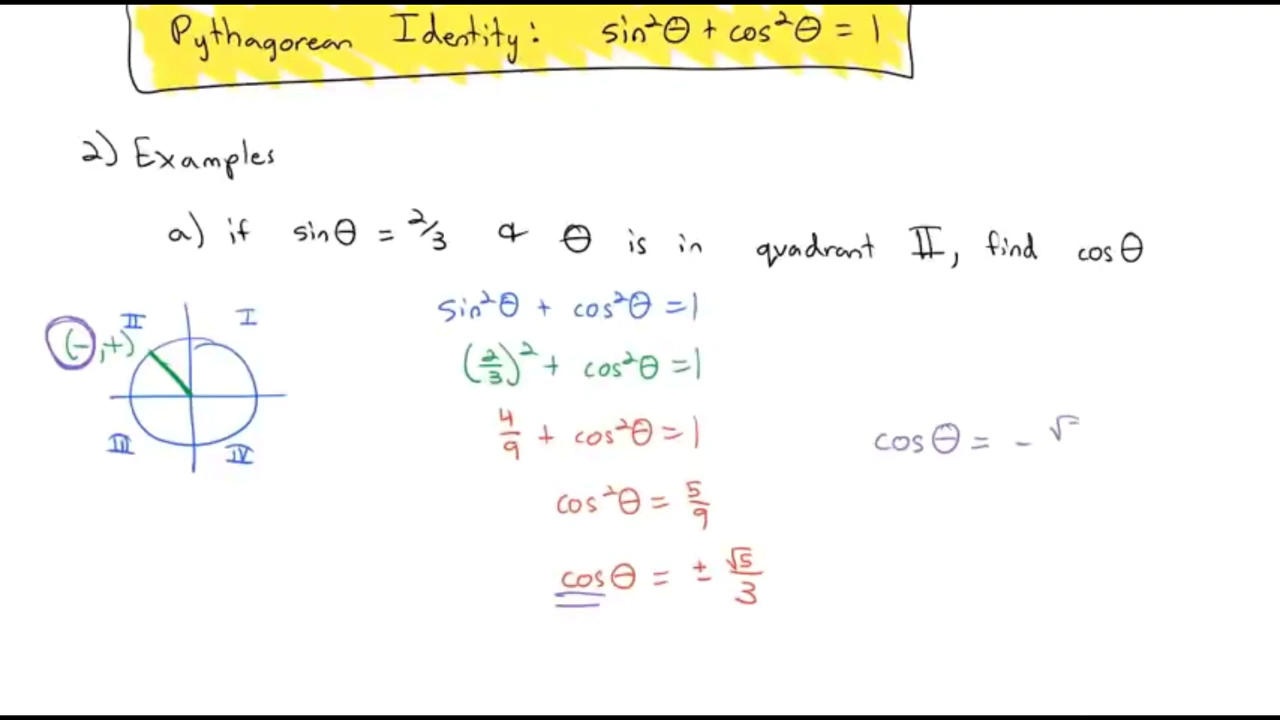 Pythagorean Identity: sin²θ + cos²θ = 1
2) Examples
a) if sinθ = 2/3 & θ is in quadrant II, find cosθ
sin²θ + cos²θ = 1
(2/3)² + cos²θ = 1
4/9 + cos²θ = 1
cos²θ = 5/9
cosθ = ± √5/3
II I
(-,+)
III IV
cosθ = - √